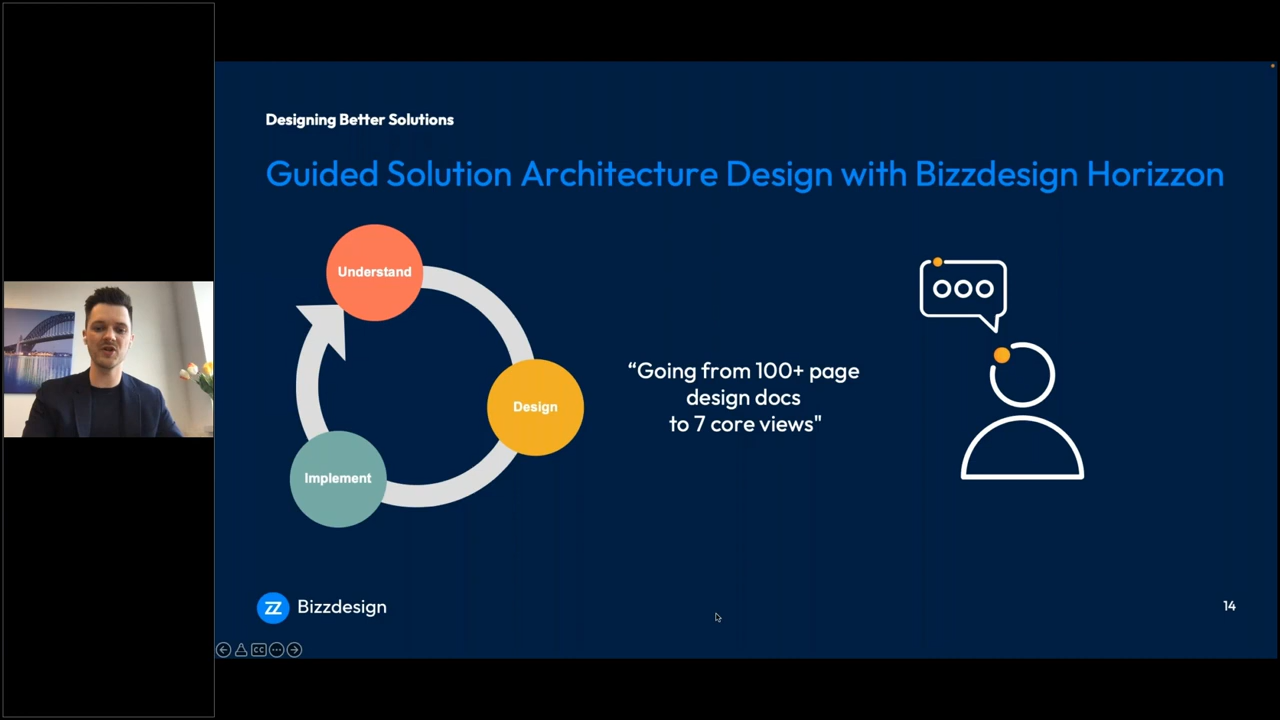 Designing Better Solutions
Guided Solution Architecture Design with Bizzdesign Horizzon
Understand
Design
Implement
“Going from 100+ page
design docs
to 7 core views"
Bizzdesign
14
CC